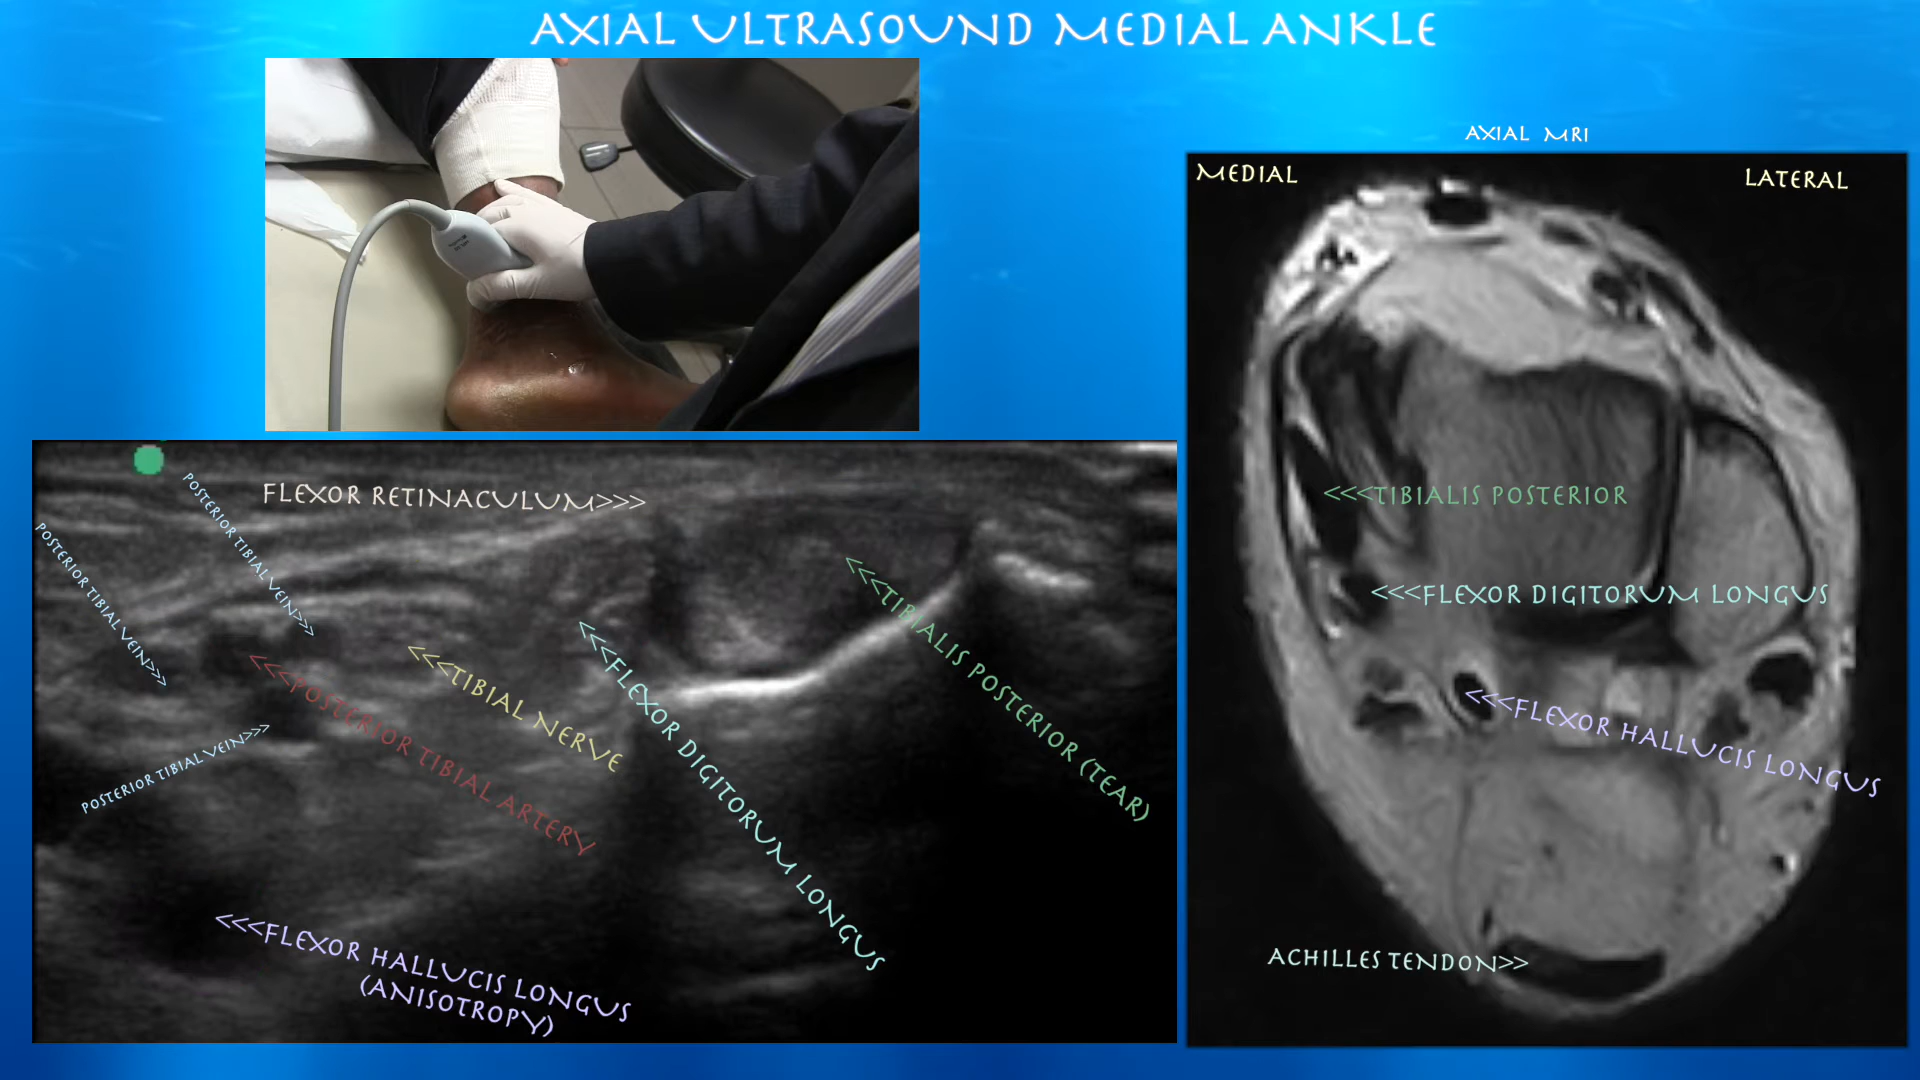 AXIAL ULTRASOUND MEDIAL ANKLE
AXIAL MRI
MEDIAL
LATERAL
FLEXOR RETINACULUM>>>
POSTERIOR TIBIAL VEIN>>>
POSTERIOR TIBIAL VEIN>>>
POSTERIOR TIBIAL VEIN>>>
<<<POSTERIOR TIBIAL ARTERY
<<<TIBIAL NERVE
<<<FLEXOR DIGITORUM LONGUS
<<<TIBIALIS POSTERIOR (TEAR)
<<<FLEXOR HALLUCIS LONGUS
(ANISOTROPY)
<<<TIBIALIS POSTERIOR
<<<FLEXOR DIGITORUM LONGUS
<<<FLEXOR HALLUCIS LONGUS
ACHILLES TENDON>>